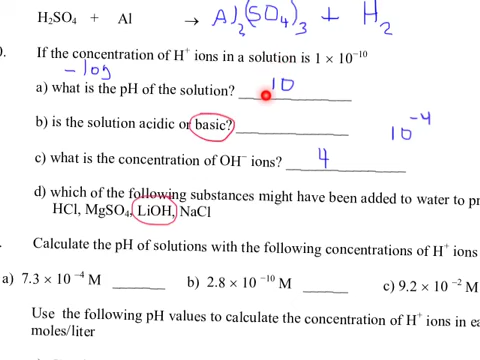 H₂SO₄ + Al → Al₂(SO₄)₃ + H₂
0. If the concentration of H⁺ ions in a solution is 1 × 10⁻¹⁰
-log
a) what is the pH of the solution? 10
b) is the solution acidic or basic? 10⁻⁴
c) what is the concentration of OH⁻ ions? 4
d) which of the following substances might have been added to water to pr
HCl, MgSO₄, LiOH, NaCl
Calculate the pH of solutions with the following concentrations of H⁺ ions
a) 7.3 × 10⁻⁴ M b) 2.8 × 10⁻¹⁰ M c) 9.2 × 10⁻² M
Use the following pH values to calculate the concentration of H⁺ ions in ea
moles/liter